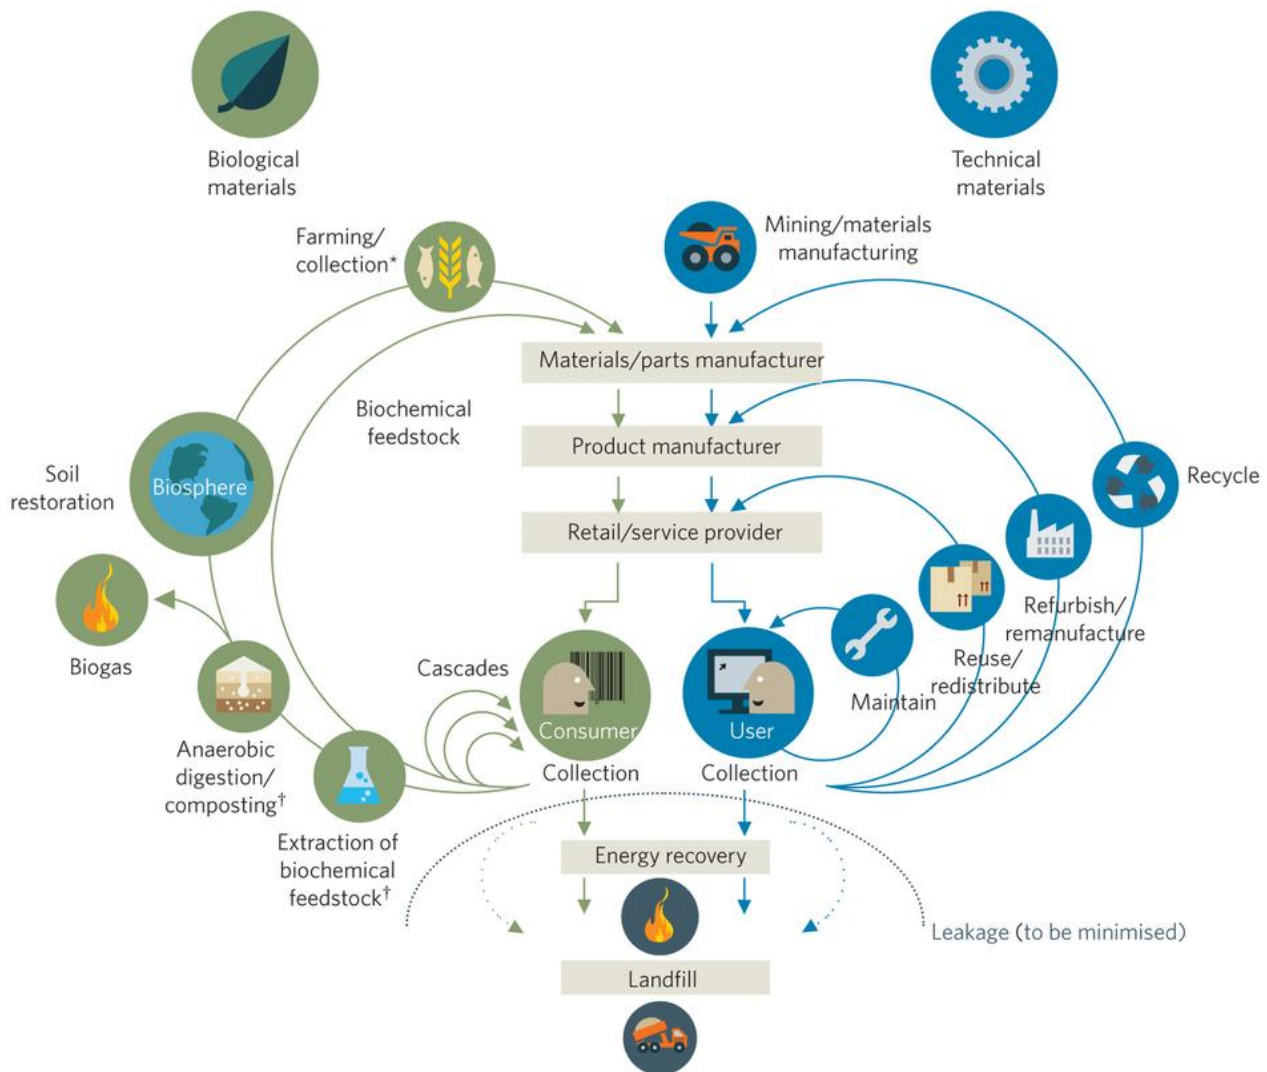 Biological
materials
Technical
materials
Farming/
collection*
Mining/materials
manufacturing
Materials/parts manufacturer
Biochemical
feedstock
Product manufacturer
Soil
restoration
Biosphere
Recycle
Retail/service provider
Biogas
Refurbish/
remanufacture
Reuse/
redistribute
Maintain
Cascades
Consumer
User
Anaerobic
digestion/
composting†
Collection
Collection
Extraction of
biochemical
feedstock†
Energy recovery
Leakage (to be minimised)
Landfill